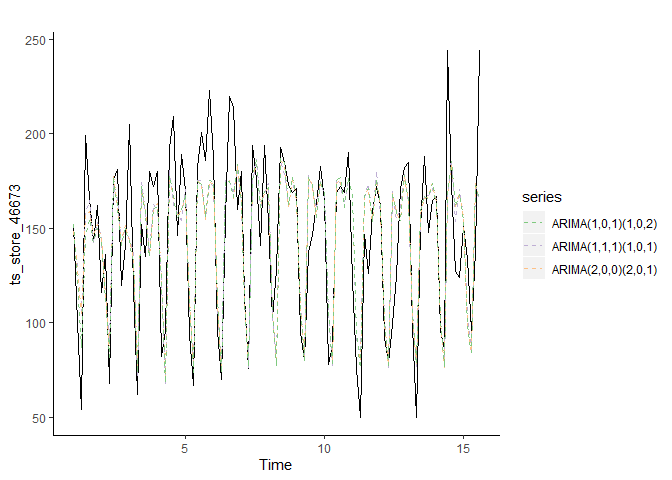 250
200
150
100
50
ts_store_46673
5
10
15
Time
series
ARIMA(1,0,1)(1,0,2)
ARIMA(1,1,1)(1,0,1)
ARIMA(2,0,0)(2,0,1)